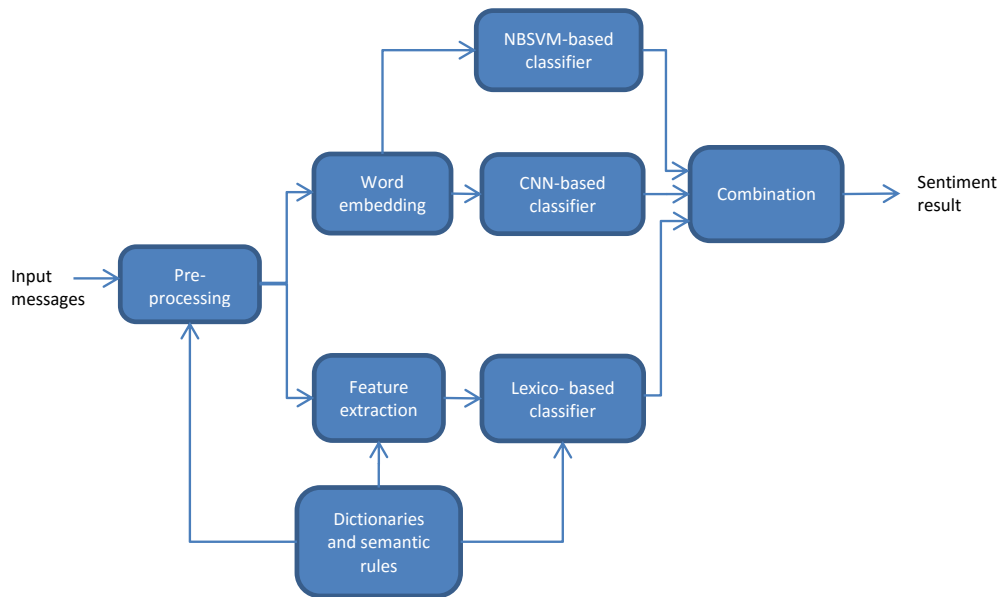 NBSVM-based
classifier
Word
embedding
CNN-based
classifier
Combination
Sentiment
result
Input
messages
Pre-
processing
Feature
extraction
Lexico- based
classifier
Dictionaries
and semantic
rules